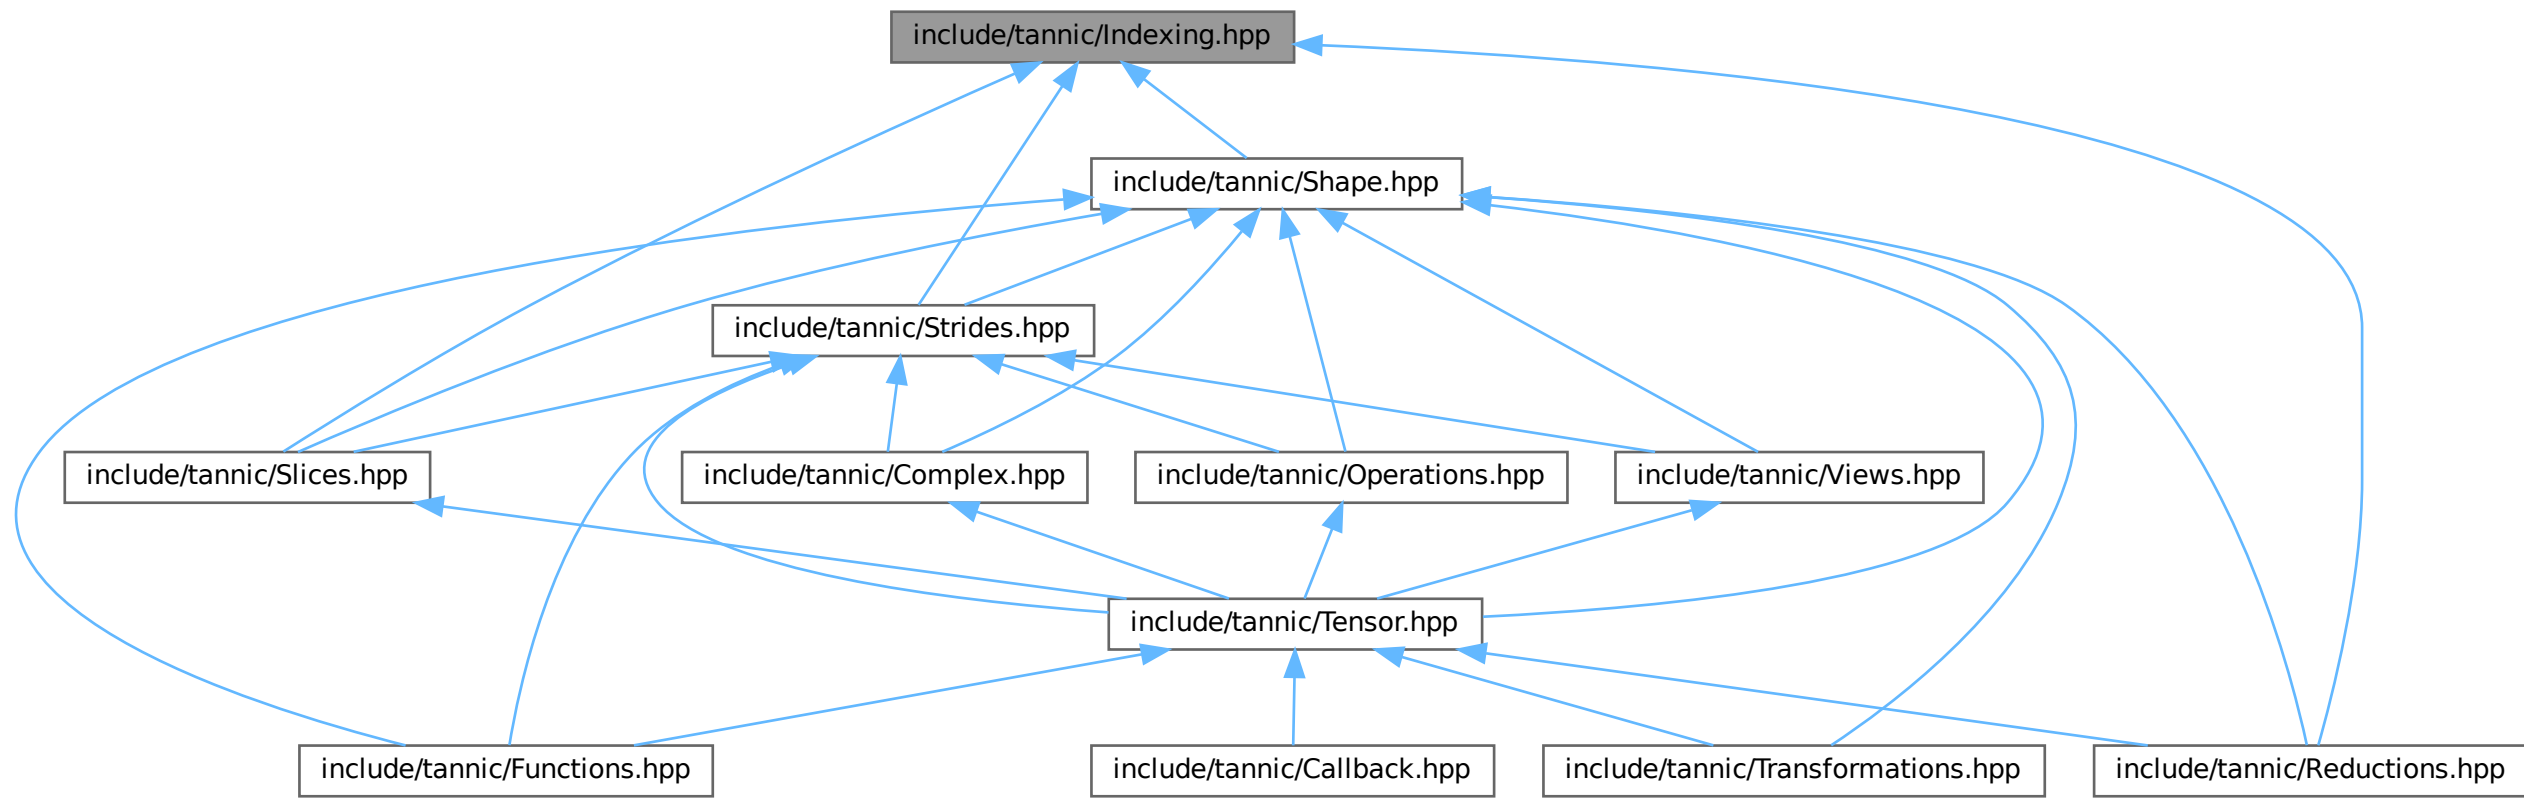 include/tannic/Indexing.hpp
include/tannic/Shape.hpp
include/tannic/Strides.hpp
include/tannic/Slices.hpp
include/tannic/Complex.hpp
include/tannic/Operations.hpp
include/tannic/Views.hpp
include/tannic/Tensor.hpp
include/tannic/Functions.hpp
include/tannic/Callback.hpp
include/tannic/Transformations.hpp
include/tannic/Reductions.hpp